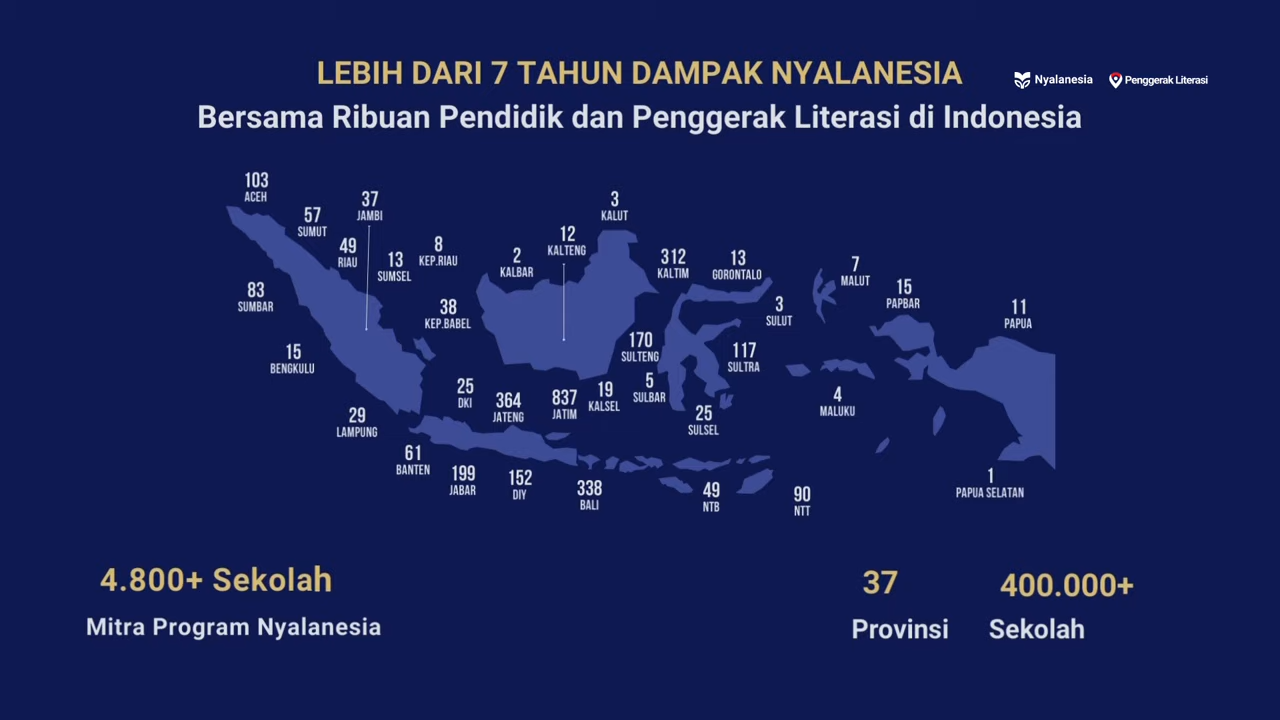 LEBIH DARI 7 TAHUN DAMPAK NYALANESIA
Nyalanesia
Penggerak Literasi
Bersama Ribuan Pendidik dan Penggerak Literasi di Indonesia
103
ACEH
57
SUMUT
37
JAMBI
49
RIAU
13
SUMSEL
8
KEP.RIAU
2
KALBAR
12
KALTENG
3
KALUT
312
KALTIM
13
GORONTALO
7
MALUT
15
PAPBAR
11
PAPUA
83
SUMBAR
38
KEP.BABEL
3
SULUT
15
BENGKULU
170
SULTENG
117
SULTRA
25
DKI
364
JATENG
837
JATIM
19
KALSEL
5
SULBAR
25
SULSEL
4
MALUKU
29
LAMPUNG
61
BANTEN
199
JABAR
152
DIY
338
BALI
49
NTB
90
NTT
1
PAPUA SELATAN
4.800+ Sekolah
Mitra Program Nyalanesia
37
Provinsi
400.000+
Sekolah